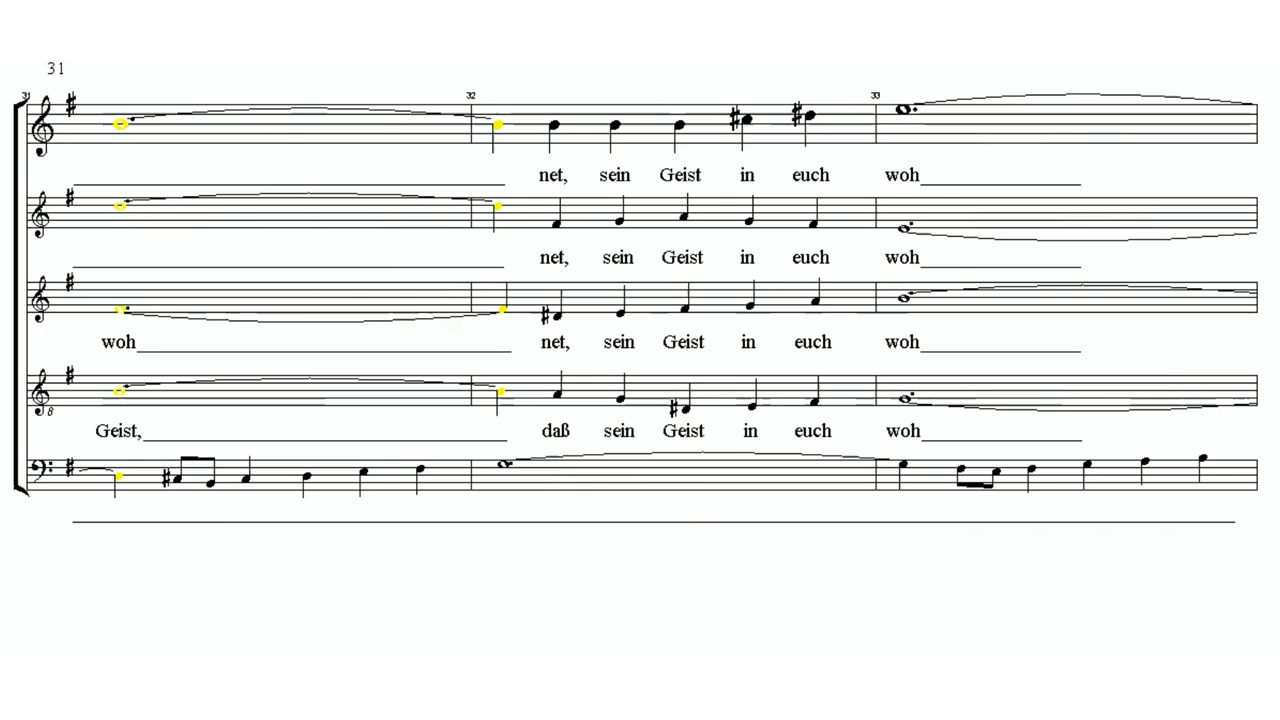 31
31 32 33
net, sein Geist in euch woh
net, sein Geist in euch woh
woh net, sein Geist in euch woh
8
Geist, daß sein Geist in euch woh